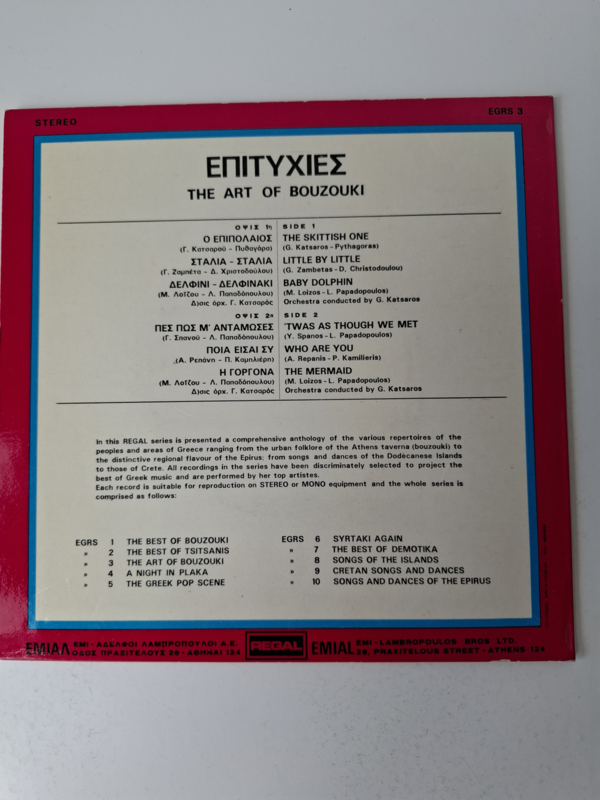 STEREO
EGRS 3
ΕΠΙΤΥΧΙΕΣ
THE ART OF BOUZOUKI
ΟΨΙΣ 1η
Ο ΕΠΙΠΟΛΑΙΟΣ
(Γ. Κατσαρού - Πυθαγόρα)
ΣΤΑΛΙΑ - ΣΤΑΛΙΑ
(Γ. Ζαμπέτα - Δ. Χριστοδούλου)
ΔΕΛΦΙΝΙ - ΔΕΛΦΙΝΑΚΙ
(Μ. Λοΐζου - Λ. Παπαδόπουλου)
Δ)σις όρχ. Γ. Κατσαρός
ΟΨΙΣ 2α
ΠΕΣ ΠΩΣ Μ' ΑΝΤΑΜΩΣΕΣ
(Γ. Σπανού - Λ. Παπαδόπουλου)
ΠΟΙΑ ΕΙΣΑΙ ΣΥ
(Α. Ρεπάνη - Π. Καμηλιέρη)
Η ΓΟΡΓΟΝΑ
(Μ. Λοΐζου - Λ. Παπαδόπουλου)
Δ)σις όρχ. Γ. Κατσαρός
SIDE 1
THE SKITTISH ONE
(G. Katsaros - Pythagoras)
LITTLE BY LITTLE
(G. Zambetas - D. Christodoulou)
BABY DOLPHIN
(M. Loizos - L. Papadopoulos)
Orchestra conducted by G. Katsaros
SIDE 2
'TWAS AS THOUGH WE MET
(Y. Spanos - L. Papadopoulos)
WHO ARE YOU
(A. Repanis - P. Kamilieris)
THE MERMAID
(M. Loizos - L. Papadopoulos)
Orchestra conducted by G. Katsaros
In this REGAL series is presented a comprehensive anthology of the various repertoires of the
peoples and areas of Greece ranging from the urban folklore of the Athens taverna (bouzouki) to
the distinctive regional flavour of the Epirus: from songs and dances of the Dodecanese Islands
to those of Crete. All recordings in the series have been discriminately selected to project the
best of Greek music and are performed by her top artistes.
Each record is suitable for reproduction on STEREO or MONO equipment and the whole series is
comprised as follows:
EGRS 1 THE BEST OF BOUZOUKI
» 2 THE BEST OF TSITSANIS
» 3 THE ART OF BOUZOUKI
» 4 A NIGHT IN PLAKA
» 5 THE GREEK POP SCENE
EGRS 6 SYRTAKI AGAIN
» 7 THE BEST OF DEMOTIKA
» 8 SONGS OF THE ISLANDS
» 9 CRETAN SONGS AND DANCES
» 10 SONGS AND DANCES OF THE EPIRUS
ΕΜΙΑΛ ΕΜΙ - ΑΔΕΛΦΟΙ ΛΑΜΠΡΟΠΟΥΛΟΙ Α.Ε.
ΟΔΟΣ ΠΡΑΞΙΤΕΛΟΥΣ 28 - ΑΘΗΝΑΙ 124
REGAL
EMIAL EMI - LAMBROPOULOS BROS LTD.
28, PRAXITELOUS STREET - ATHENS 124